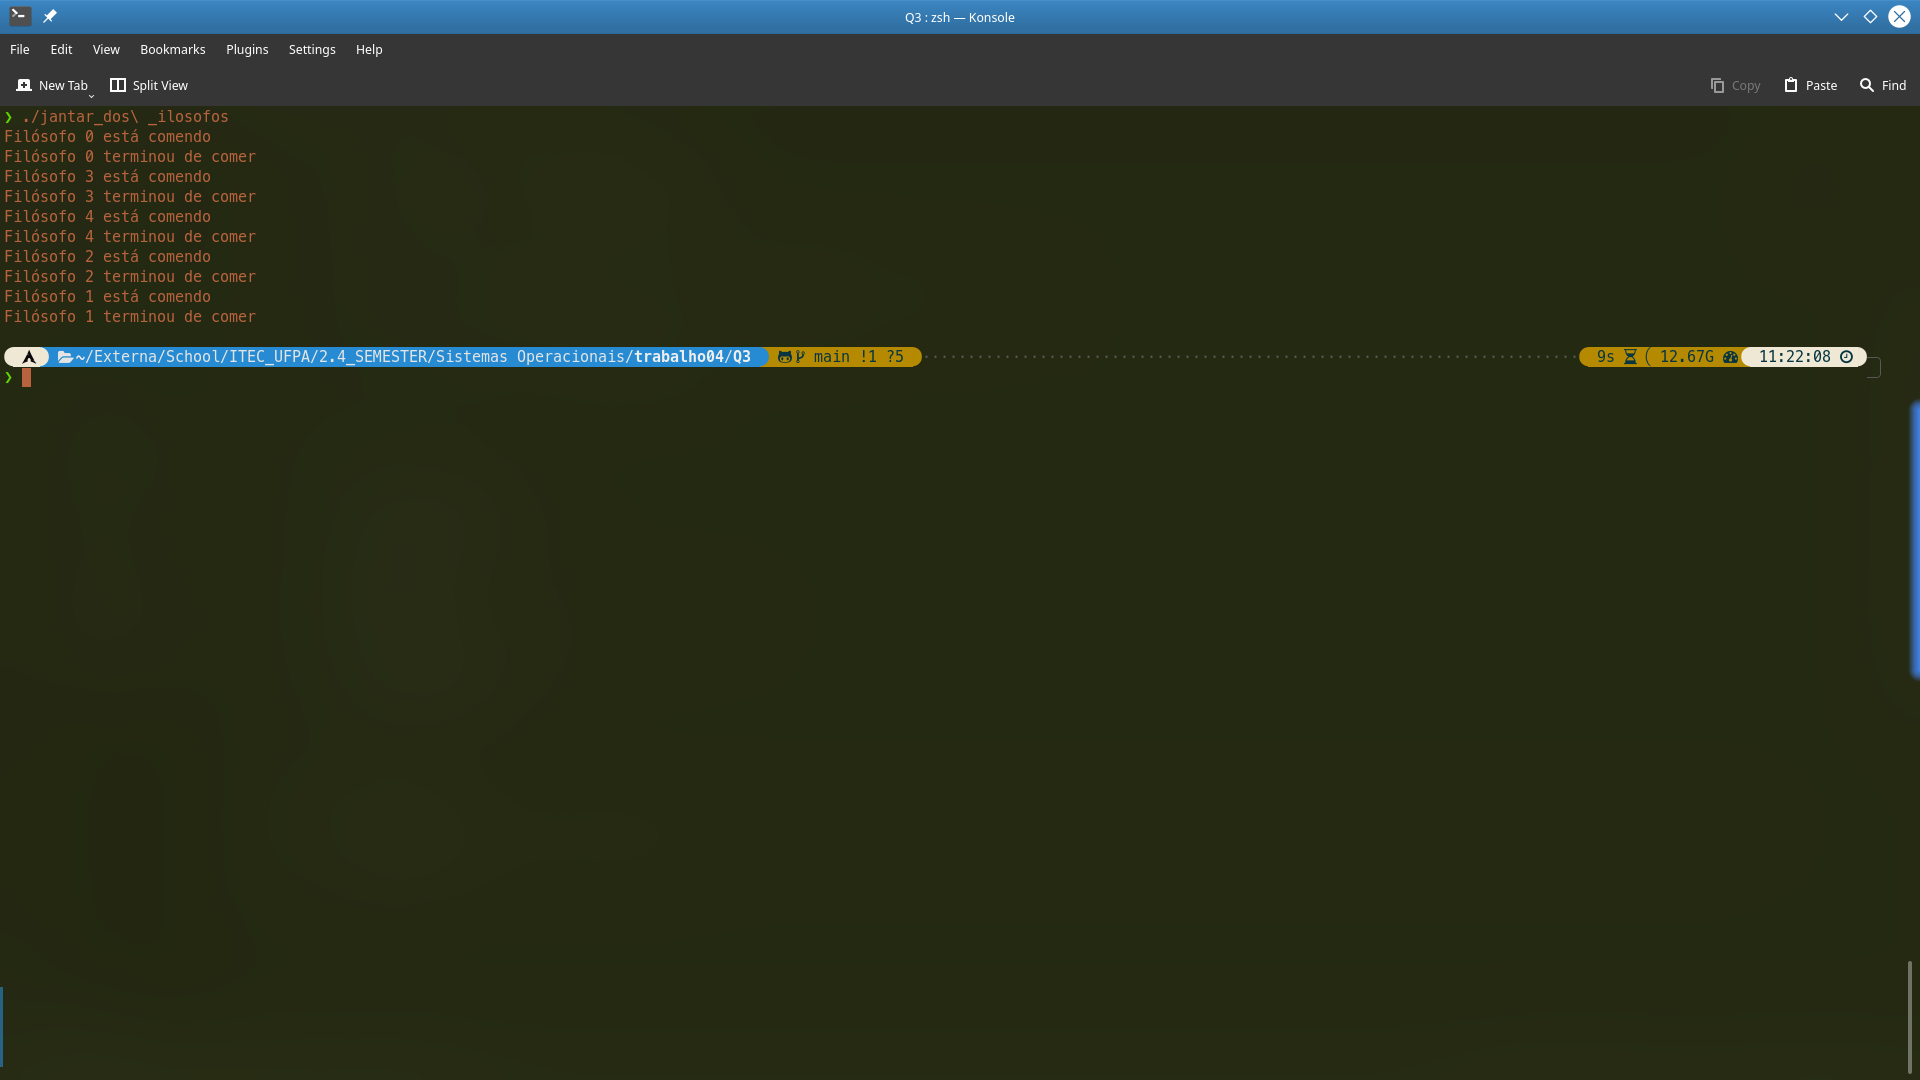 Q3 : zsh — Konsole
File Edit View Bookmarks Plugins Settings Help
New Tab Split View Copy Paste Find
❯ ./jantar_dos\ _ilosofos
Filósofo 0 está comendo
Filósofo 0 terminou de comer
Filósofo 3 está comendo
Filósofo 3 terminou de comer
Filósofo 4 está comendo
Filósofo 4 terminou de comer
Filósofo 2 está comendo
Filósofo 2 terminou de comer
Filósofo 1 está comendo
Filósofo 1 terminou de comer
~/Externa/School/ITEC_UFPA/2.4_SEMESTER/Sistemas Operacionais/trabalho04/Q3 main !1 ?5 9s 12.67G 11:22:08
❯